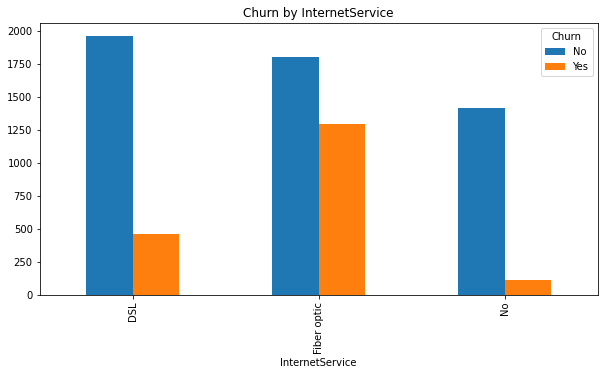 Churn by InternetService
Churn
No
Yes
2000
1750
1500
1250
1000
750
500
250
0
DSL
Fiber optic
No
InternetService